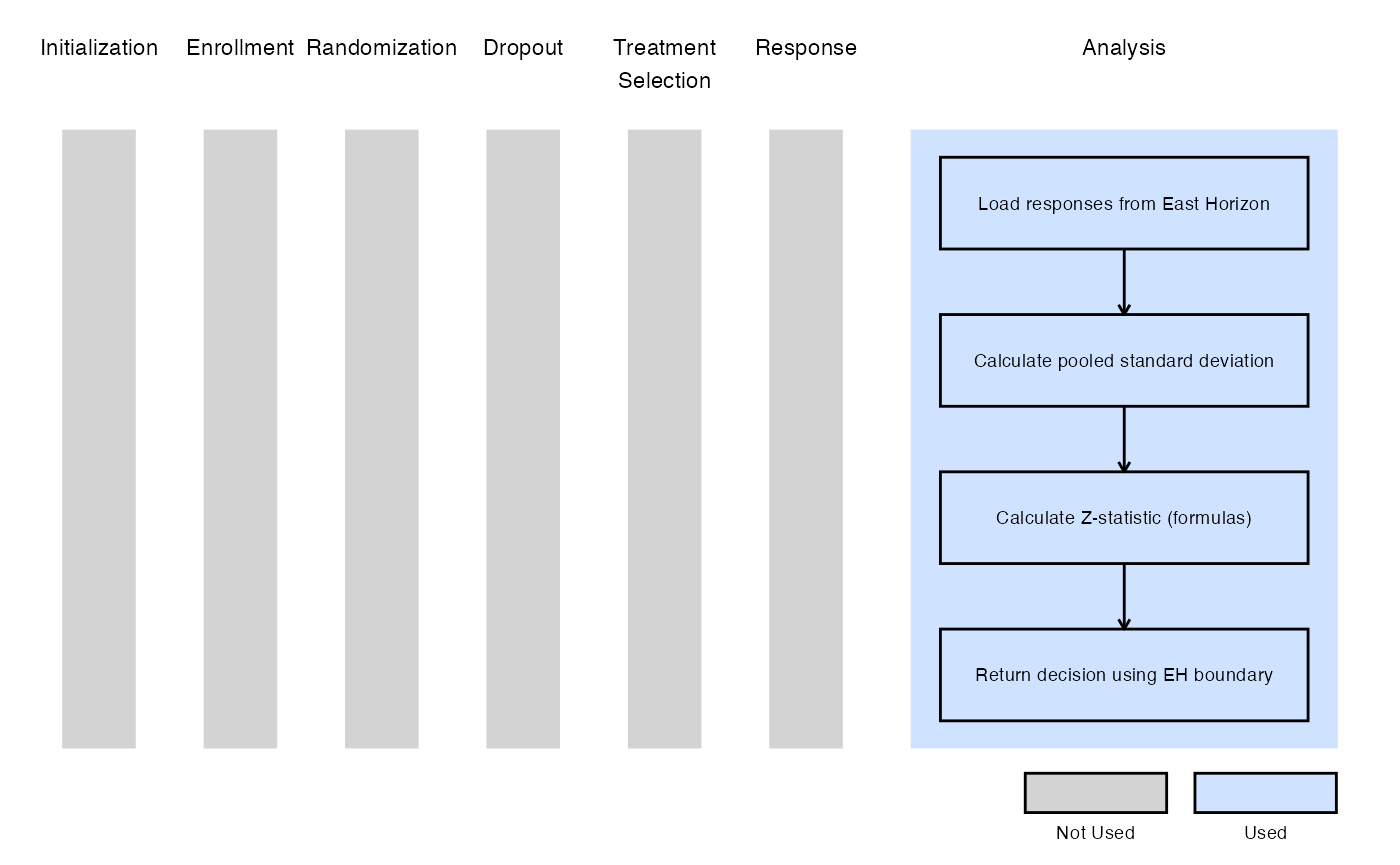 Initialization
Enrollment
Randomization
Dropout
Treatment
Selection
Response
Analysis
Load responses from East Horizon
Calculate pooled standard deviation
Calculate Z-statistic (formulas)
Return decision using EH boundary
Not Used
Used